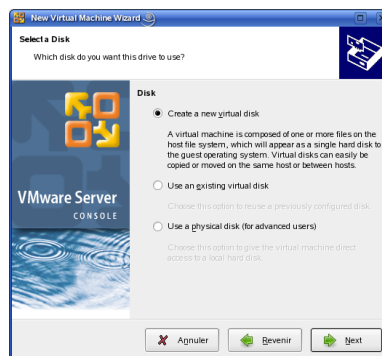 New Virtual Machine Wizard
Select a Disk
Which disk do you want this drive to use?
VMware Server
CONSOLE
Disk
Create a new virtual disk
A virtual machine is composed of one or more files on the
host file system, which will appear as a single hard disk to
the guest operating system. Virtual disks can easily be
copied or moved on the same host or between hosts.
Use an existing virtual disk
Choose this option to reuse a previously configured disk.
Use a physical disk (for advanced users)
Choose this option to give the virtual machine direct
access to a local hard disk.
Annuler
Revenir
Next